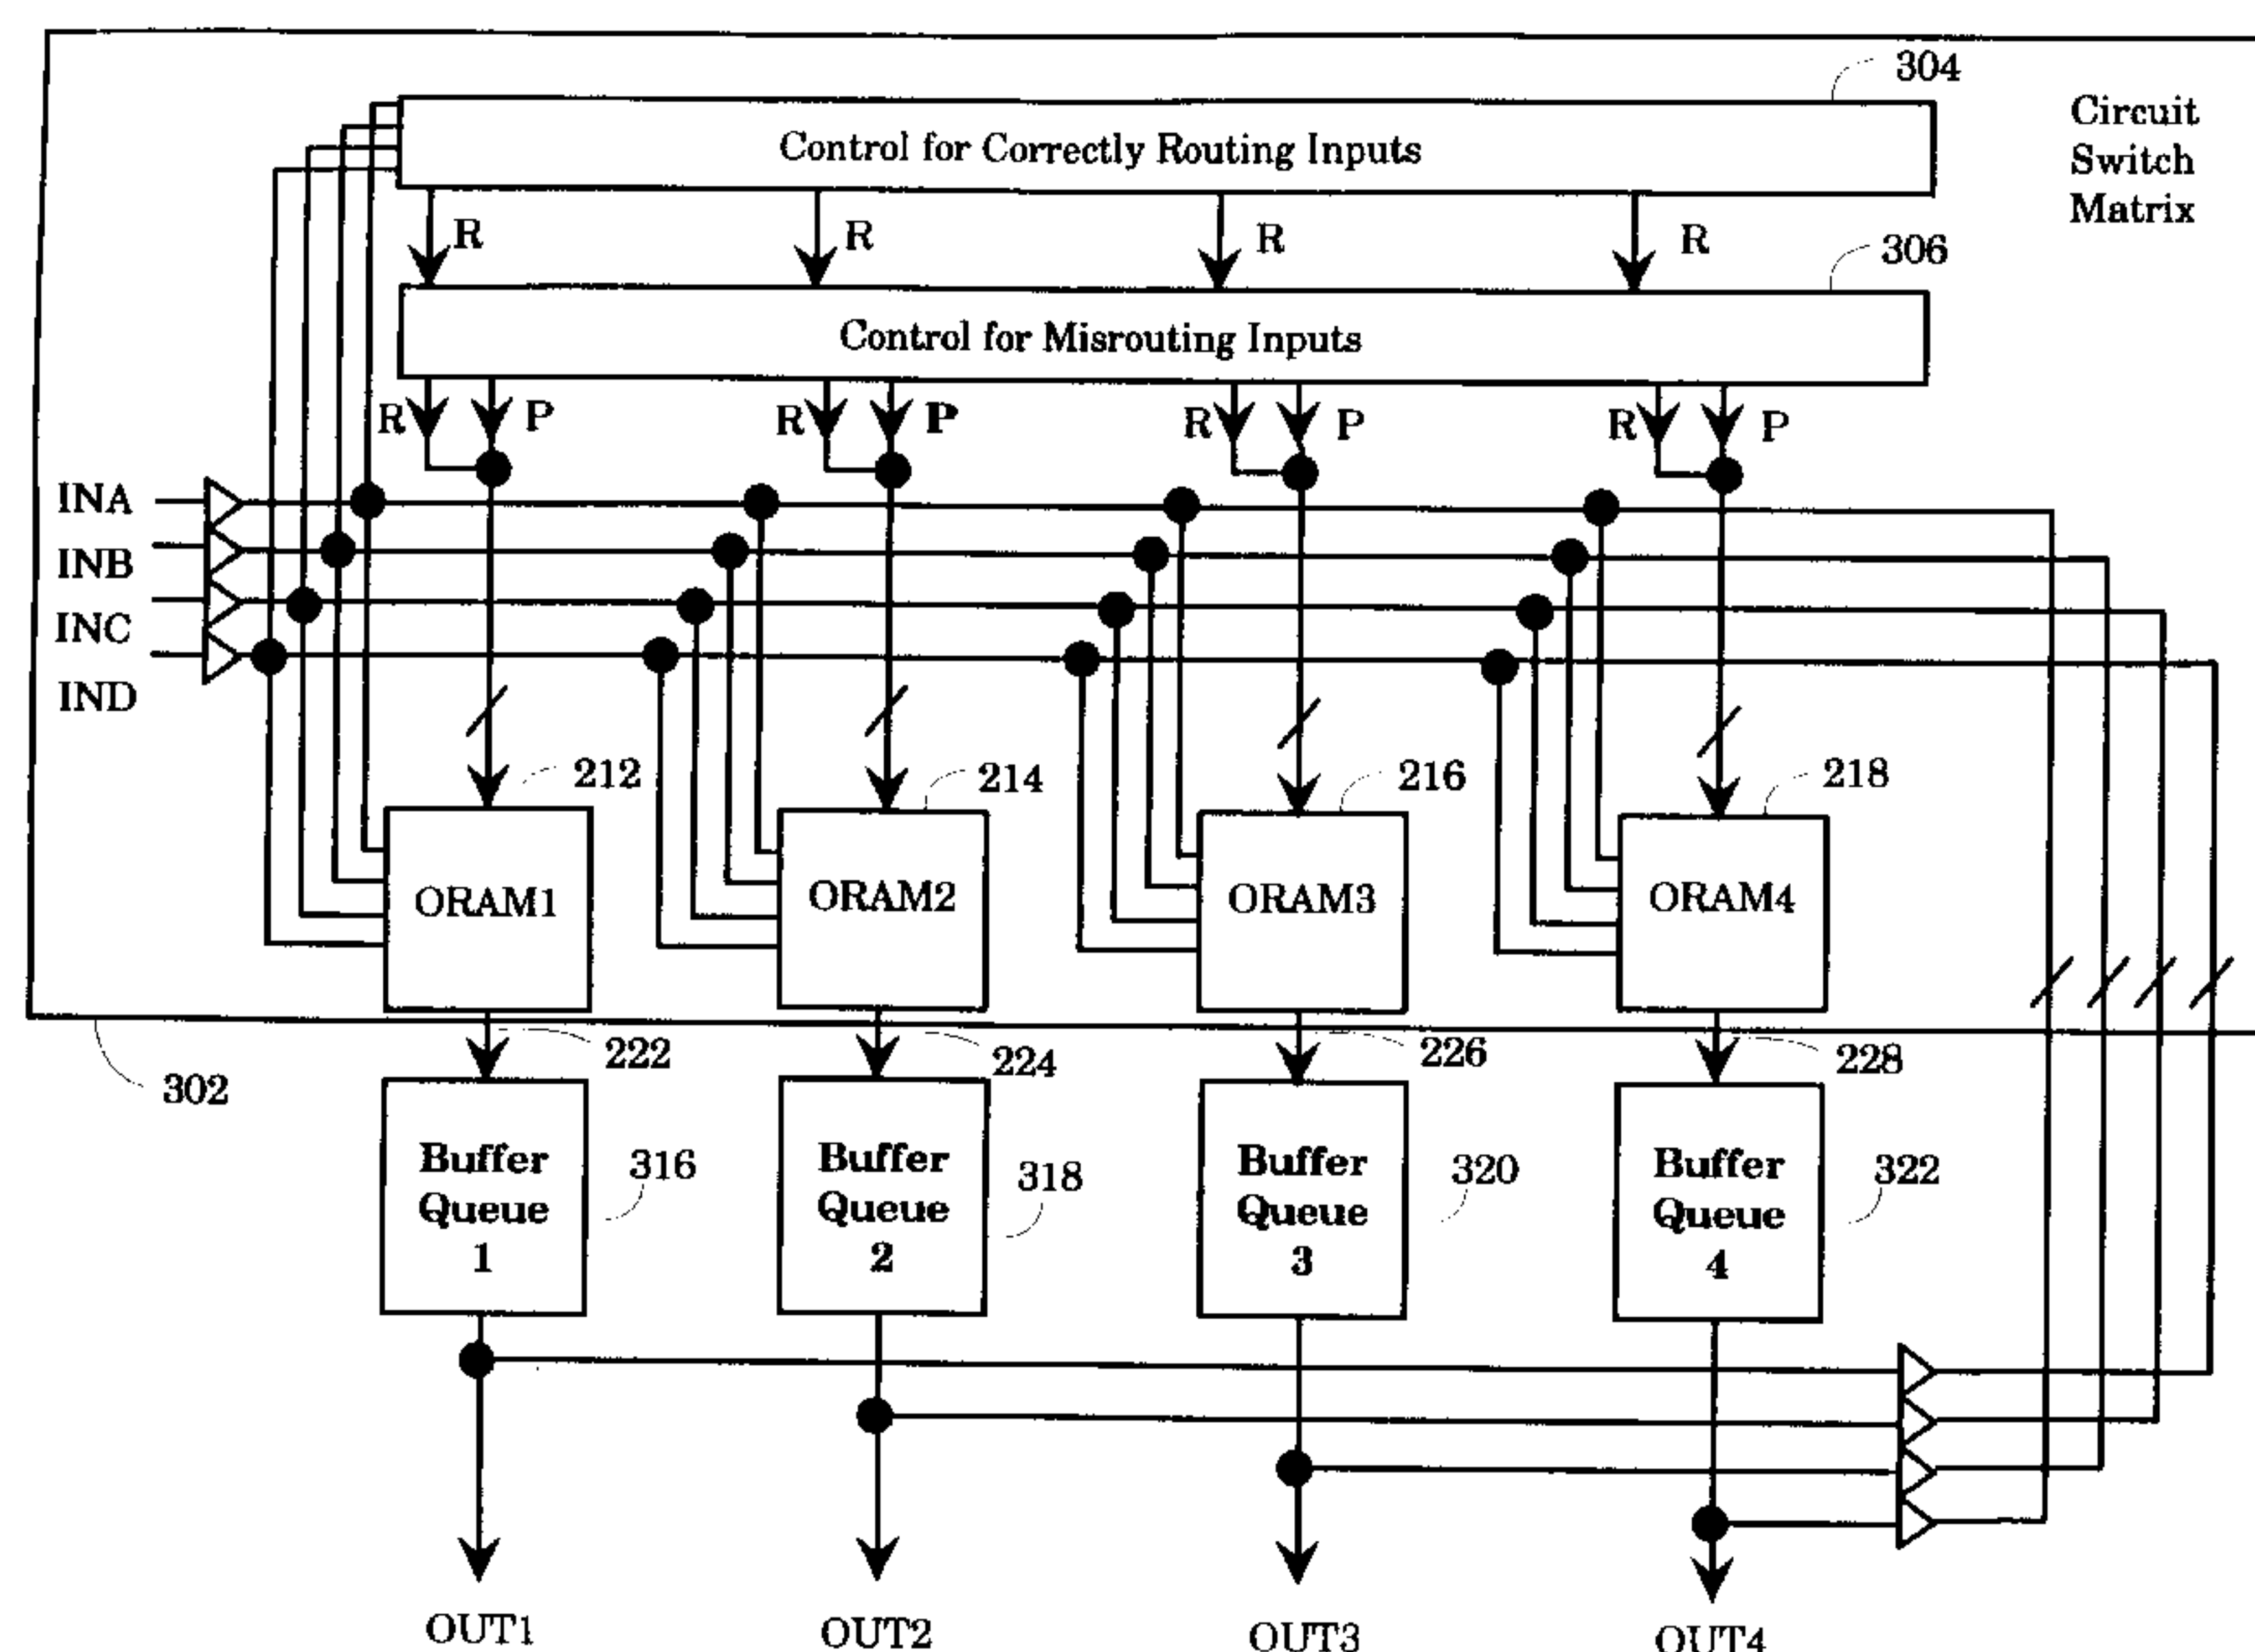 304
Control for Correctly Routing Inputs
Circuit
Switch
Matrix
R R R R
306
Control for Misrouting Inputs
R P R P R P R P
INA
INB
INC
IND
212 214 216 218
ORAM1 ORAM2 ORAM3 ORAM4
222 224 226 228
302
Buffer
Queue
1
316
Buffer
Queue
2
318
Buffer
Queue
3
320
Buffer
Queue
4
322
OUT1 OUT2 OUT3 OUT4